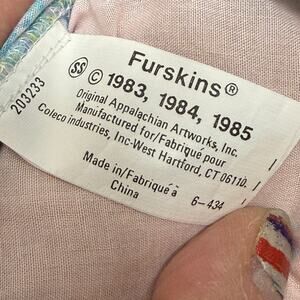 Furskins®
SS © 1983, 1984, 1985
Original Appalachian Artworks, Inc.
Manufactured for/Fabriqué pour
Coleco industries, Inc-West Hartford, CT 06110.
Made in/Fabriqué à
China
6-434
203233